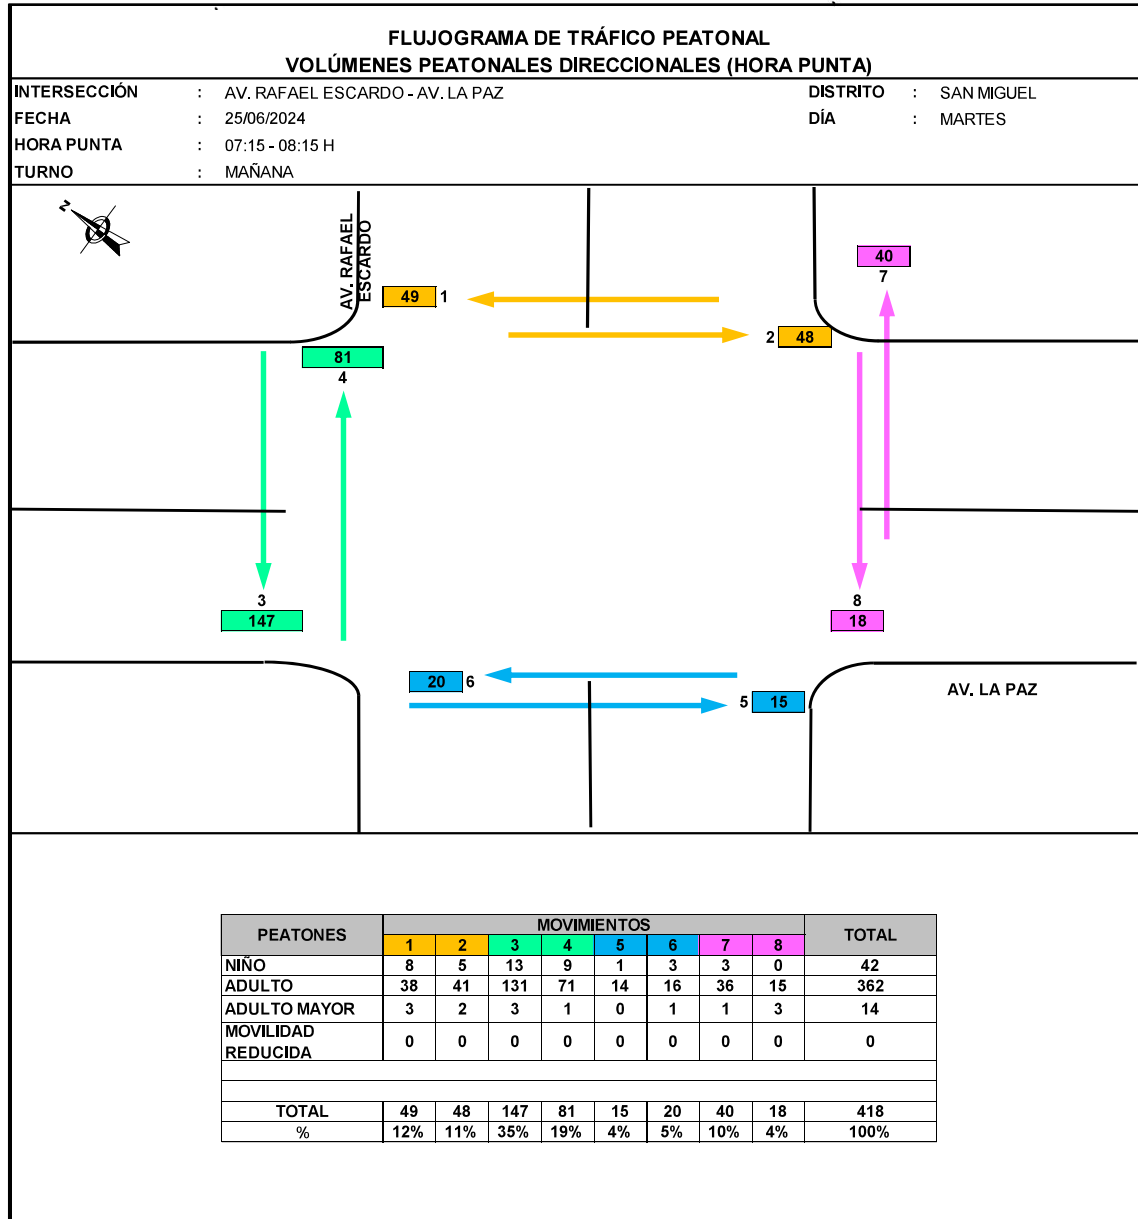 FLUJOGRAMA DE TRÁFICO PEATONAL
VOLÚMENES PEATONALES DIRECCIONALES (HORA PUNTA)
INTERSECCIÓN : AV. RAFAEL ESCARDO - AV. LA PAZ DISTRITO : SAN MIGUEL
FECHA : 25/06/2024 DÍA : MARTES
HORA PUNTA : 07:15 - 08:15 H
TURNO : MAÑANA
N
AV. RAFAEL
ESCARDO
40
7
49 1
2 48
81
4
3
147
8
18
20 6
5 15
AV. LA PAZ
PEATONES MOVIMIENTOS TOTAL
1 2 3 4 5 6 7 8
NIÑO 8 5 13 9 1 3 3 0 42
ADULTO 38 41 131 71 14 16 36 15 362
ADULTO MAYOR 3 2 3 1 0 1 1 3 14
MOVILIDAD
REDUCIDA 0 0 0 0 0 0 0 0 0
TOTAL 49 48 147 81 15 20 40 18 418
% 12% 11% 35% 19% 4% 5% 10% 4% 100%